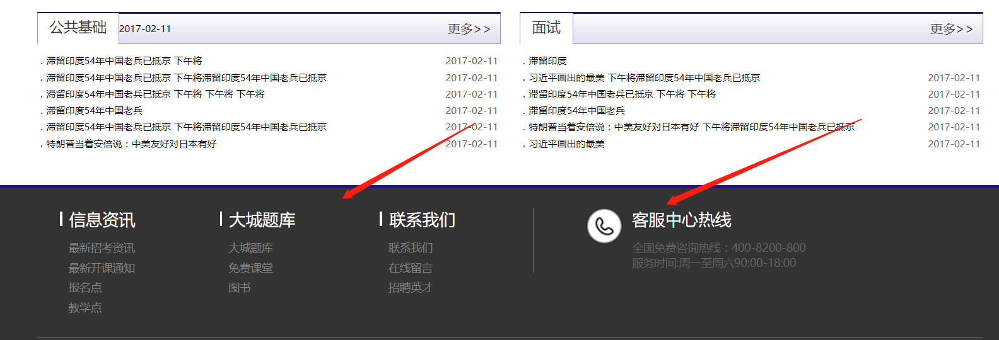 公共基础 2017-02-11 更多>>
. 滞留印度54年中国老兵已抵京 下午将 2017-02-11
. 滞留印度54年中国老兵已抵京 下午将滞留印度54年中国老兵已抵京 2017-02-11
. 滞留印度54年中国老兵已抵京 下午将 下午将 下午将 2017-02-11
. 滞留印度54年中国老兵 2017-02-11
. 滞留印度54年中国老兵已抵京 下午将滞留印度54年中国老兵已抵京 2017-02-11
. 特朗普当着安倍说：中美友好对日本有好 2017-02-11
面试 更多>>
. 滞留印度
. 习近平画出的最美 下午将滞留印度54年中国老兵已抵京 2017-02-11
. 滞留印度54年中国老兵已抵京 下午将 下午将 2017-02-11
. 滞留印度54年中国老兵 2017-02-11
. 特朗普当着安倍说：中美友好对日本有好 下午将滞留印度54年中国老兵已抵京 2017-02-11
. 习近平画出的最美 2017-02-11
信息资讯
最新招考资讯
最新开课通知
报名点
教学点
大城题库
大城题库
免费课堂
图书
联系我们
联系我们
在线留言
招聘英才
客服中心热线
全国免费咨询热线：400-8200-800
服务时间:周一至周六90:00-18:00